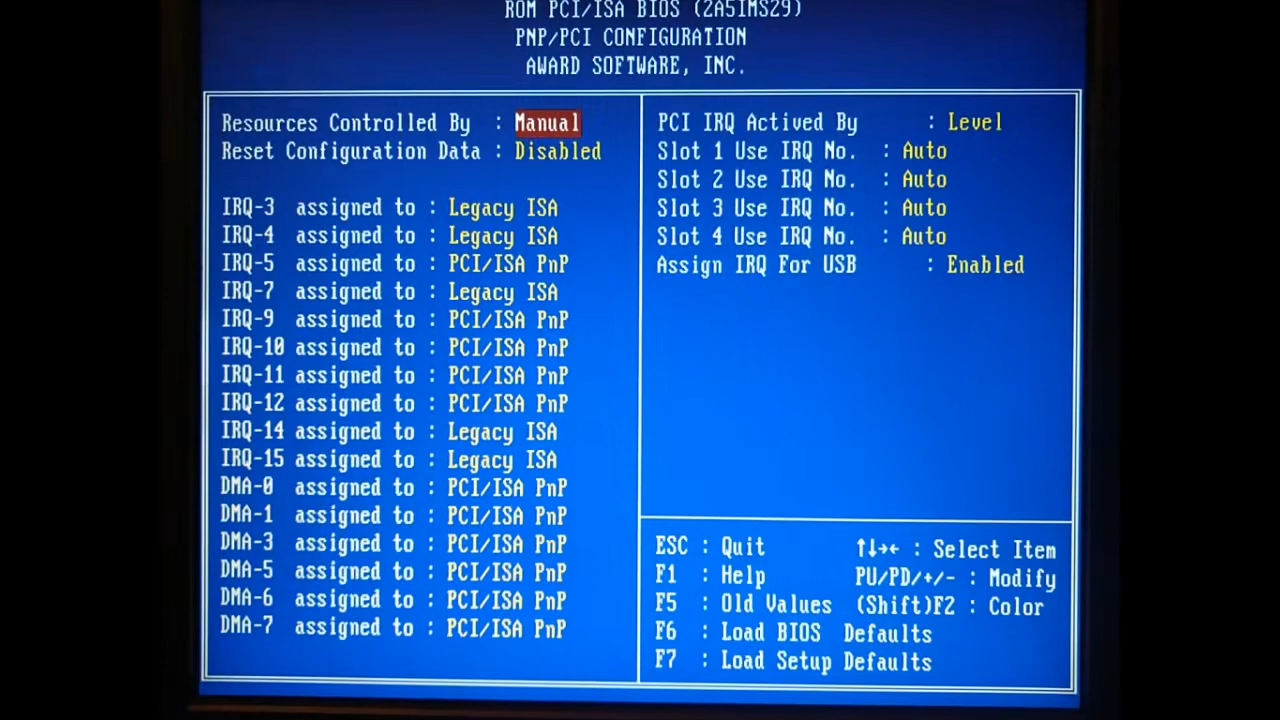 ROM PCI/ISA BIOS (2A5IMS29)
PNP/PCI CONFIGURATION
AWARD SOFTWARE, INC.
Resources Controlled By : Manual
Reset Configuration Data : Disabled
IRQ-3 assigned to : Legacy ISA
IRQ-4 assigned to : Legacy ISA
IRQ-5 assigned to : PCI/ISA PnP
IRQ-7 assigned to : Legacy ISA
IRQ-9 assigned to : PCI/ISA PnP
IRQ-10 assigned to : PCI/ISA PnP
IRQ-11 assigned to : PCI/ISA PnP
IRQ-12 assigned to : PCI/ISA PnP
IRQ-14 assigned to : Legacy ISA
IRQ-15 assigned to : Legacy ISA
DMA-0 assigned to : PCI/ISA PnP
DMA-1 assigned to : PCI/ISA PnP
DMA-3 assigned to : PCI/ISA PnP
DMA-5 assigned to : PCI/ISA PnP
DMA-6 assigned to : PCI/ISA PnP
DMA-7 assigned to : PCI/ISA PnP
PCI IRQ Actived By : Level
Slot 1 Use IRQ No. : Auto
Slot 2 Use IRQ No. : Auto
Slot 3 Use IRQ No. : Auto
Slot 4 Use IRQ No. : Auto
Assign IRQ For USB : Enabled
ESC : Quit ↑↓→← : Select Item
F1 : Help PU/PD/+/- : Modify
F5 : Old Values (Shift)F2 : Color
F6 : Load BIOS Defaults
F7 : Load Setup Defaults